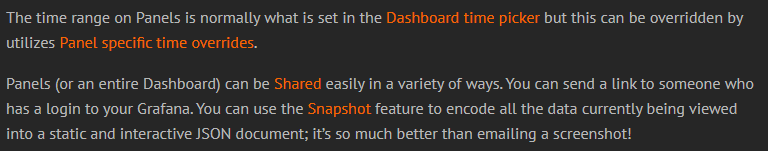 The time range on Panels is normally what is set in the Dashboard time picker but this can be overridden by
utilizes Panel specific time overrides.
Panels (or an entire Dashboard) can be Shared easily in a variety of ways. You can send a link to someone who
has a login to your Grafana. You can use the Snapshot feature to encode all the data currently being viewed
into a static and interactive JSON document; it's so much better than emailing a screenshot!